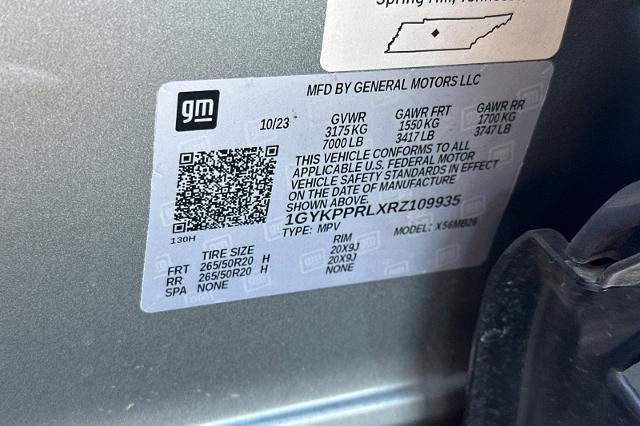 Spring Hill, Tennessee
MFD BY GENERAL MOTORS LLC
gm
10/23
GVWR GAWR FRT GAWR RR
3175 KG 1550 KG 1700 KG
7000 LB 3417 LB 3747 LB
THIS VEHICLE CONFORMS TO ALL
APPLICABLE U.S. FEDERAL MOTOR
VEHICLE SAFETY STANDARDS IN EFFECT
ON THE DATE OF MANUFACTURE
SHOWN ABOVE.
1GYKPPRLXRZ109935
TYPE: MPV MODEL: X56MB26
130H
TIRE SIZE RIM
FRT 265/50R20 H 20X9J
RR 265/50R20 H 20X9J
SPA NONE NONE